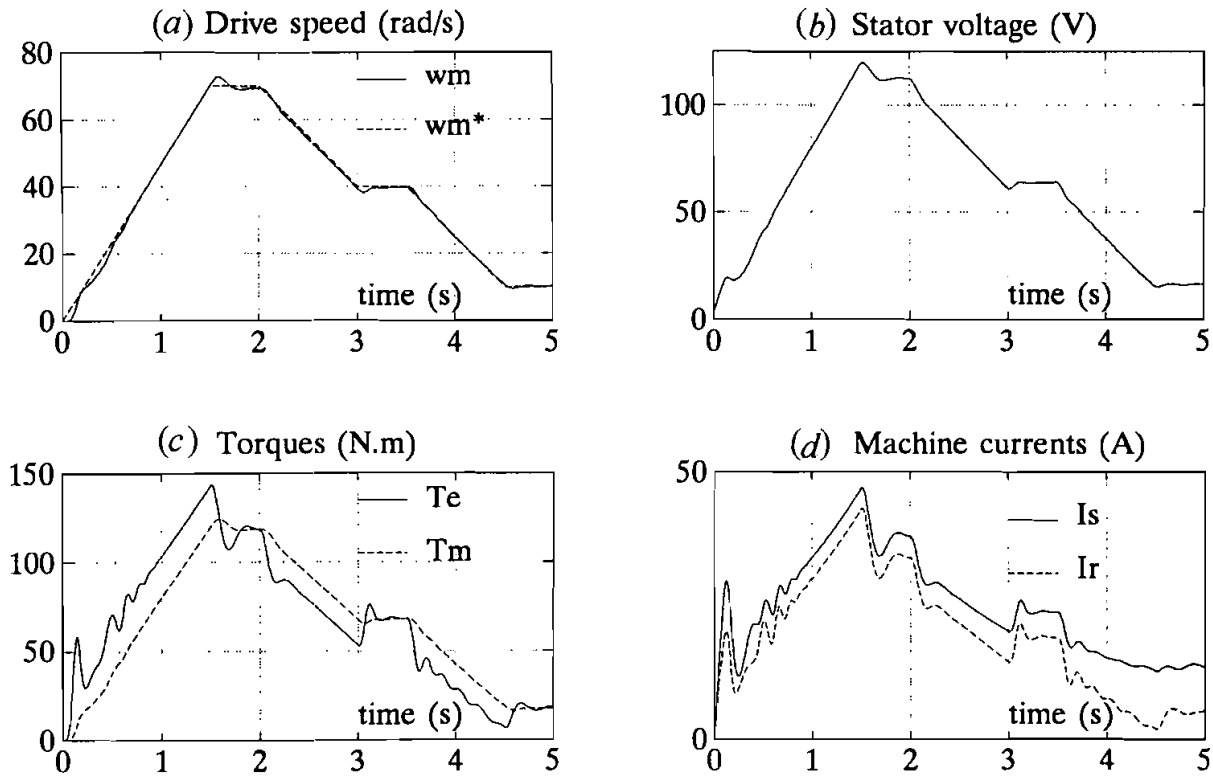 (a) Drive speed (rad/s)
80
60
40
20
0
wm
wm*
time (s)
0 1 2 3 4 5
(b) Stator voltage (V)
100
50
0
time (s)
0 1 2 3 4 5
(c) Torques (N.m)
150
100
50
0
Te
Tm
time (s)
0 1 2 3 4 5
(d) Machine currents (A)
50
0
Is
Ir
time (s)
0 1 2 3 4 5